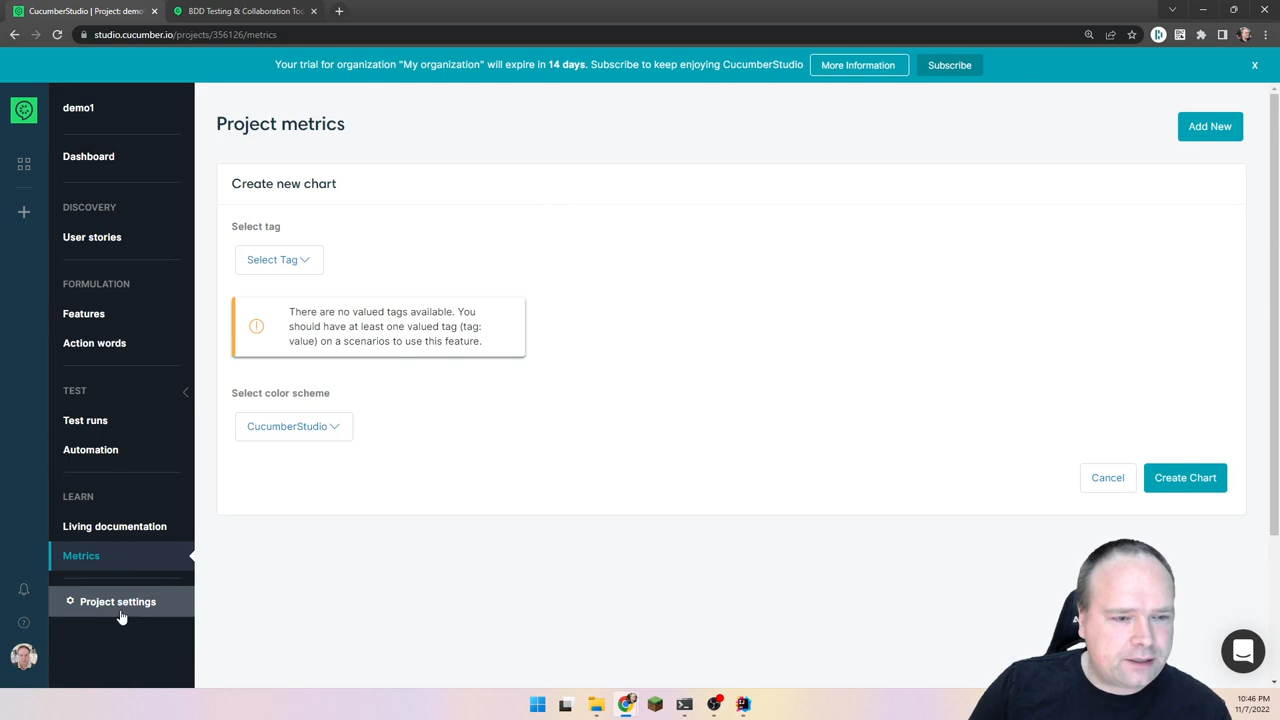 CucumberStudio | Project: demo
BDD Testing & Collaboration Too
studio.cucumber.io/projects/356126/metrics
Your trial for organization "My organization" will expire in 14 days. Subscribe to keep enjoying CucumberStudio
More Information
Subscribe
X
demo1
Dashboard
DISCOVERY
User stories
FORMULATION
Features
Action words
TEST
Test runs
Automation
LEARN
Living documentation
Metrics
Project settings
Project metrics
Add New
Create new chart
Select tag
Select Tag
There are no valued tags available. You
should have at least one valued tag (tag:
value) on a scenarios to use this feature.
Select color scheme
CucumberStudio
Cancel
Create Chart
10:46 PM
11/7/2022